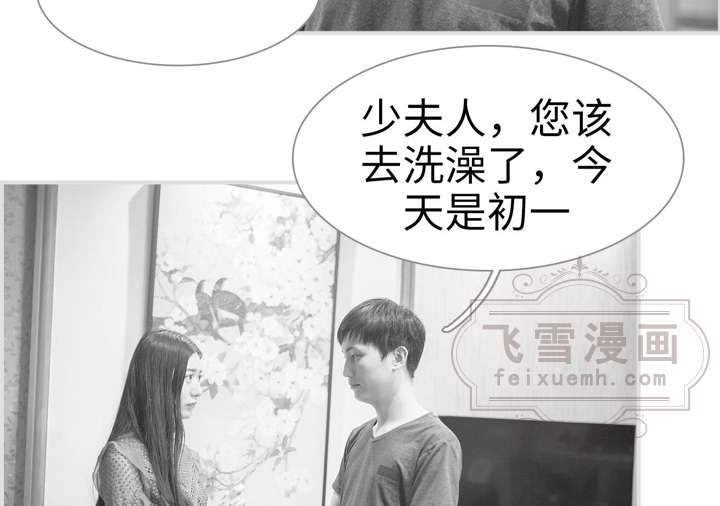 少夫人，您该
去洗澡了，今
天是初一
飞雪漫画
feixuemh.com